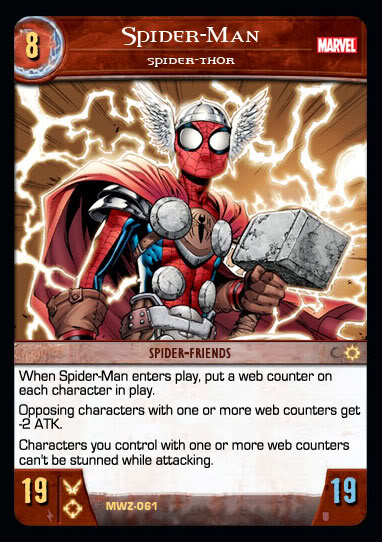 8
Spider-Man
SPIDER-THOR
MARVEL
SPIDER-FRIENDS
When Spider-Man enters play, put a web counter on
each character in play.
Opposing characters with one or more web counters get
-2 ATK.
Characters you control with one or more web counters
can't be stunned while attacking.
19
MWZ-061
19